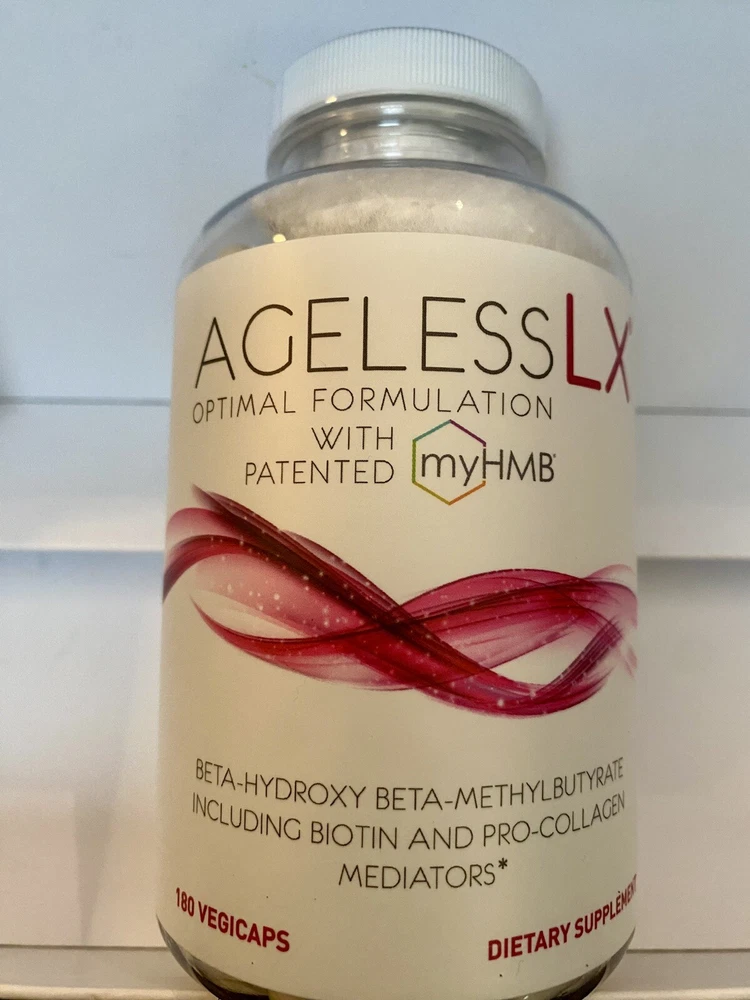 AGELESSLX®
OPTIMAL FORMULATION
WITH
PATENTED myHMB®
BETA-HYDROXY BETA-METHYLBUTYRATE
INCLUDING BIOTIN AND PRO-COLLAGEN
MEDIATORS*
180 VEGICAPS
DIETARY SUPPLEMENT